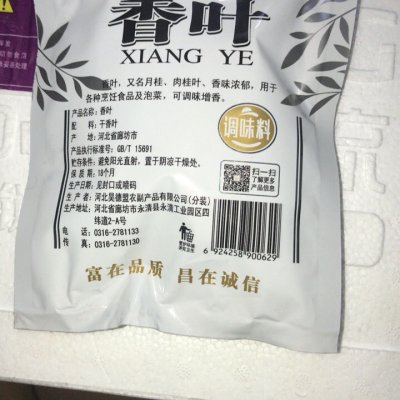 香叶
XIANG YE
香叶，又名月桂、肉桂叶、香味浓郁，用于
各种烹饪食品及泡菜，可调味增香。
产品名称：香叶
配 料：干香叶
产 地：河北省廊坊市
产品执行标准号：GB/T 15691
贮存条件：避免阳光直射，置于阴凉干燥处。
保 质 期：18个月
生产日期：见封口或喷码
生 产 商：河北昊德盟农副产品有限公司(分装)
地 址：河北省廊坊市永清县永清工业园区四
纬道2-A号
电 话：0316-2781133
传 真：0316-2781130
调味料
扫一扫
了解更多
产品信息
6 924258 900629
富在品质 昌在诚信